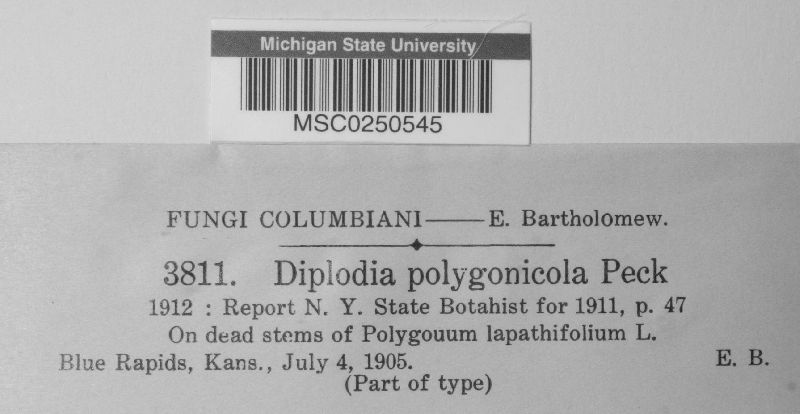 Michigan State University
MSC0250545
FUNGI COLUMBIANI—E. Bartholomew.
3811. Diplodia polygonicola Peck
1912 : Report N. Y. State Botahist for 1911, p. 47
On dead stems of Polygouum lapathifolium L.
Blue Rapids, Kans., July 4, 1905. E. B.
(Part of type)